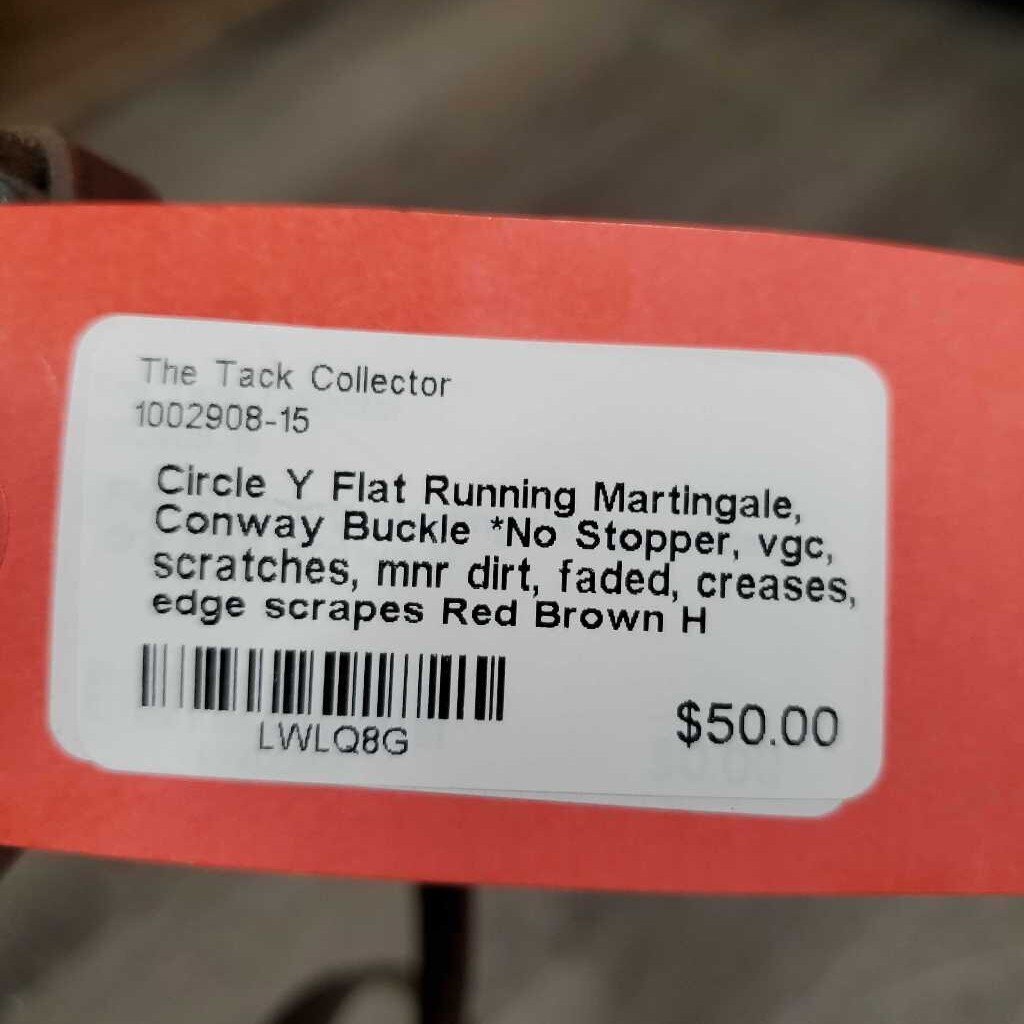 The Tack Collector
1002908-15
Circle Y Flat Running Martingale,
Conway Buckle *No Stopper, vgc,
scratches, mnr dirt, faded, creases,
edge scrapes Red Brown H
LWLQ8G
$50.00